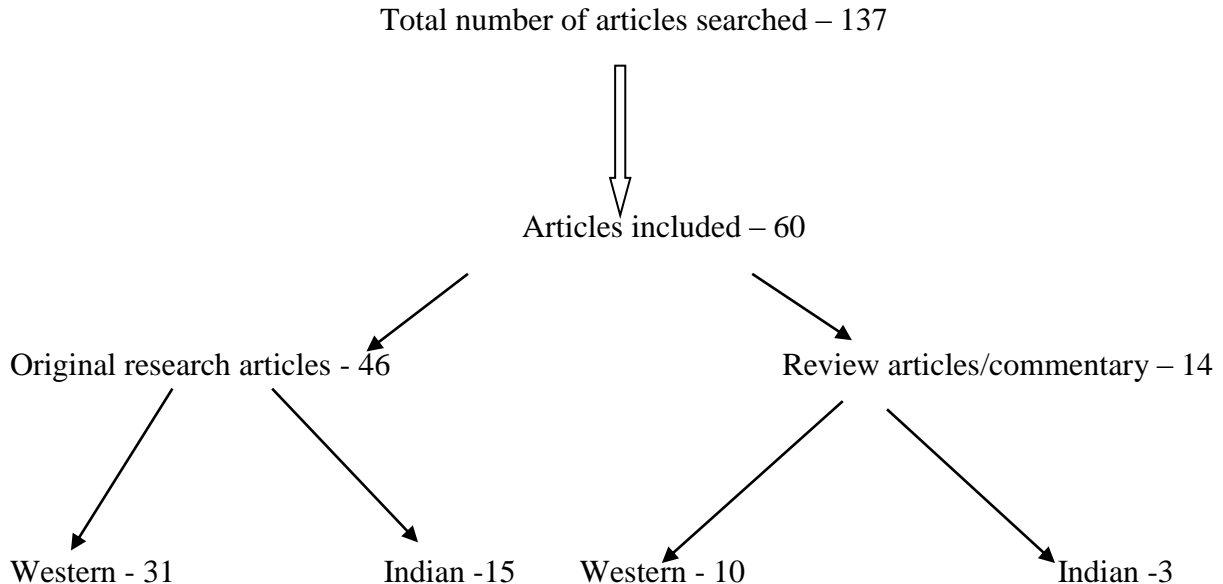 Total number of articles searched – 137
Articles included – 60
Original research articles - 46
Review articles/commentary – 14
Western - 31
Indian -15
Western - 10
Indian -3